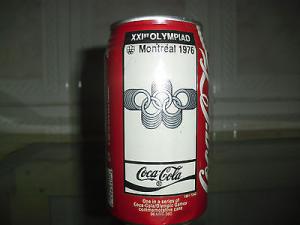 XXIST OLYMPIAD
Montréal 1976
Coca-Cola
One in a series of
Coca-Cola/Olympic Games
commemorative cans